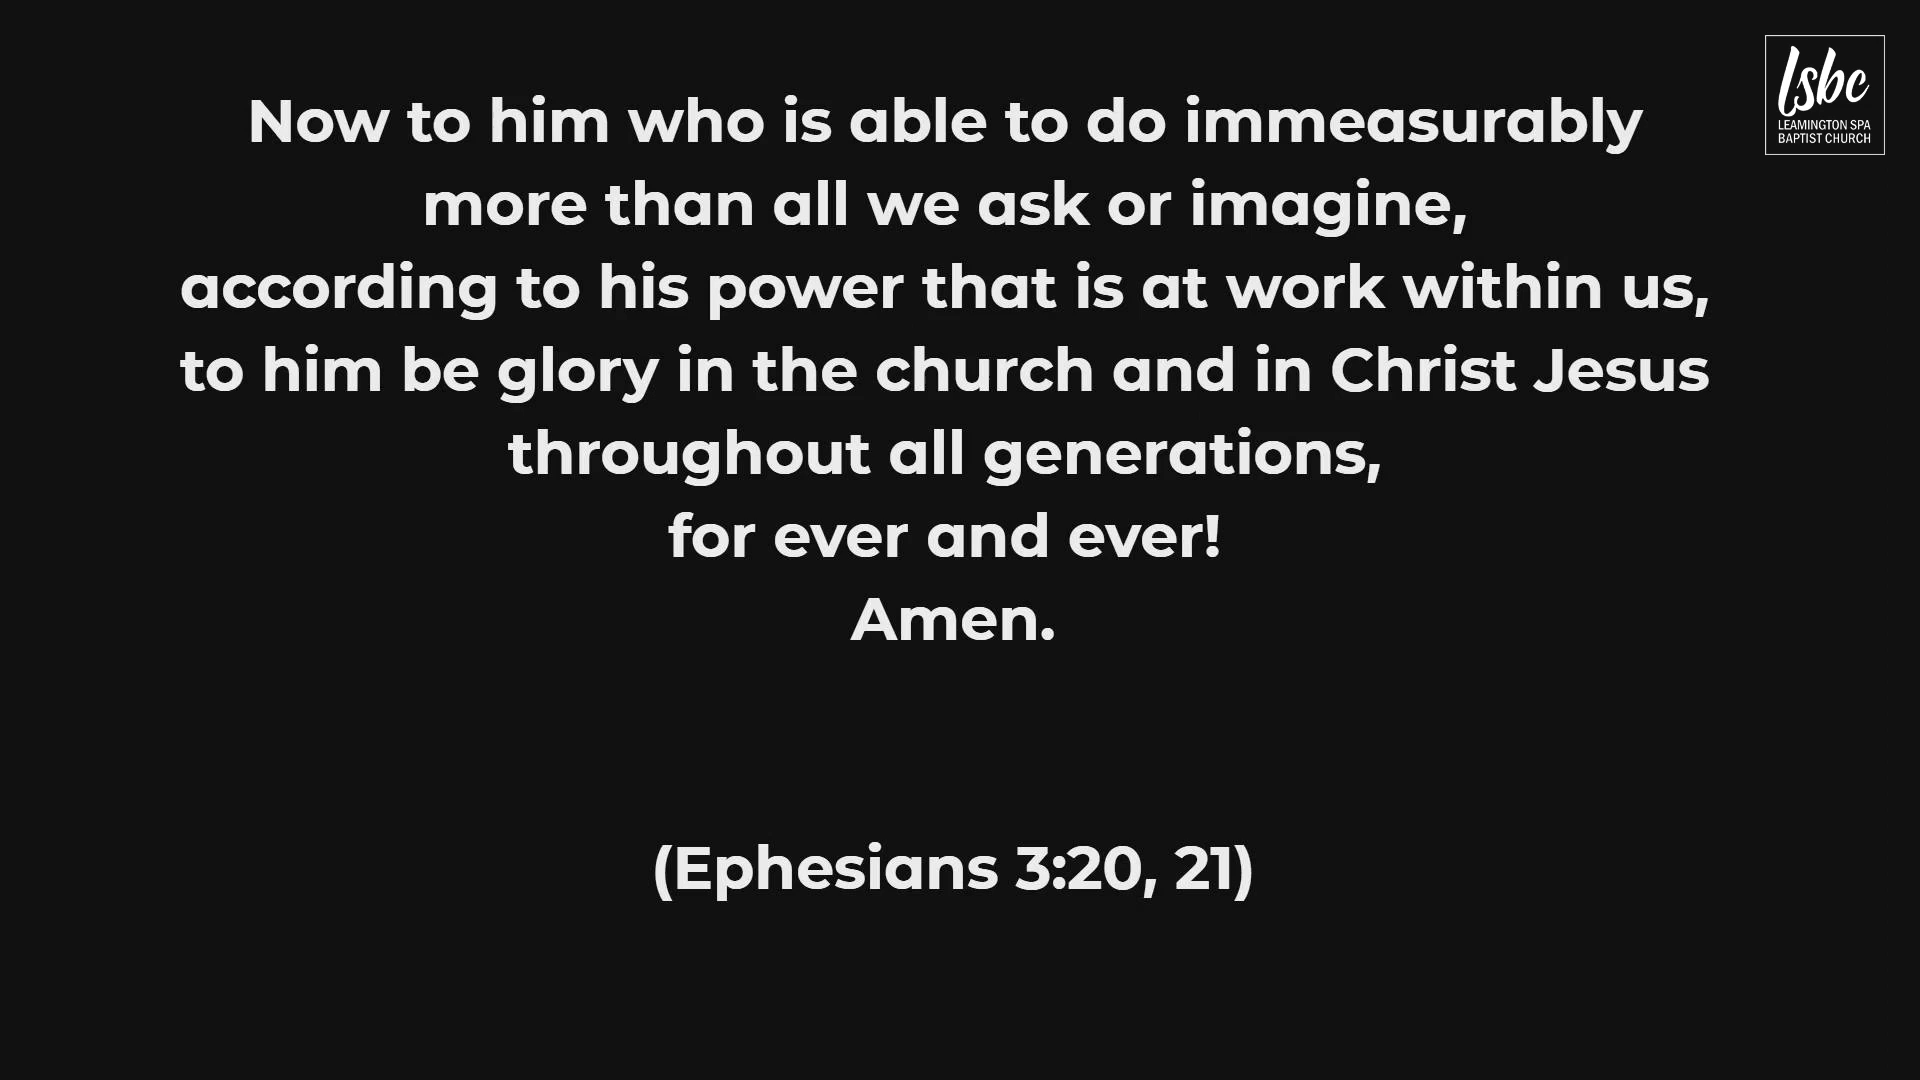 Now to him who is able to do immeasurably
more than all we ask or imagine,
according to his power that is at work within us,
to him be glory in the church and in Christ Jesus
throughout all generations,
for ever and ever!
Amen.
(Ephesians 3:20, 21)
lsbc
LEAMINGTON SPA
BAPTIST CHURCH